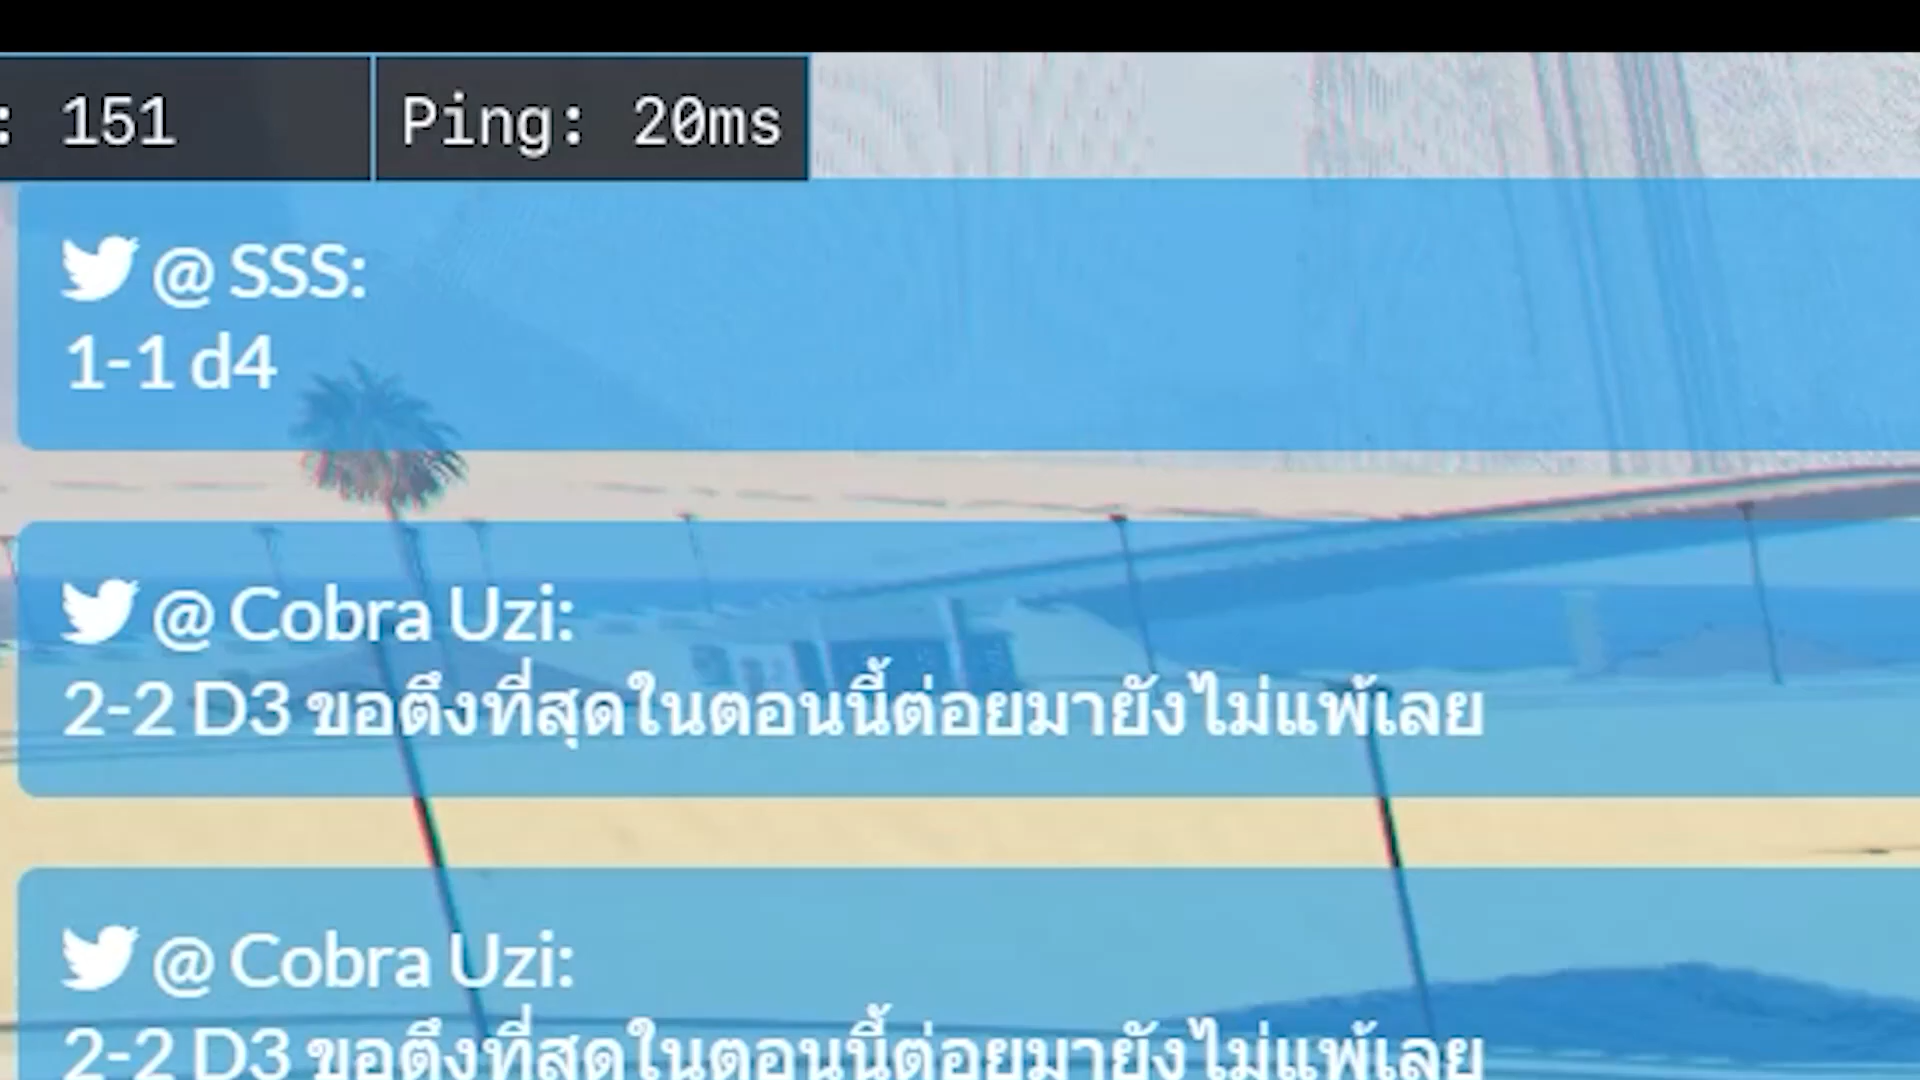 : 151 Ping: 20ms
@ SSS:
1-1 d4
@ Cobra Uzi:
2-2 D3 ขอตึงที่สุดในตอนนี้ต่อยมายังไม่แพ้เลย
@ Cobra Uzi:
2-2 D3 ขอตึงที่สุดในตอนนี้ต่อยมายังไม่แพ้เลย